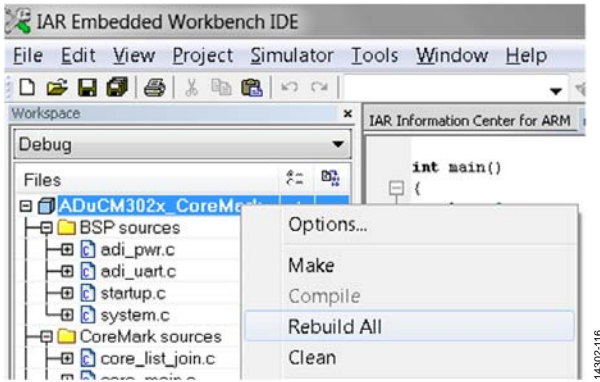 IAR Embedded Workbench IDE
File Edit View Project Simulator Tools Window Help
Workspace
IAR Information Center for ARM
Debug
Files
int main()
{
ADuCM302x_CoreMark
BSP sources
adi_pwr.c
adi_uart.c
startup.c
system.c
CoreMark sources
core_list_join.c
Options...
Make
Compile
Rebuild All
Clean
14302-116